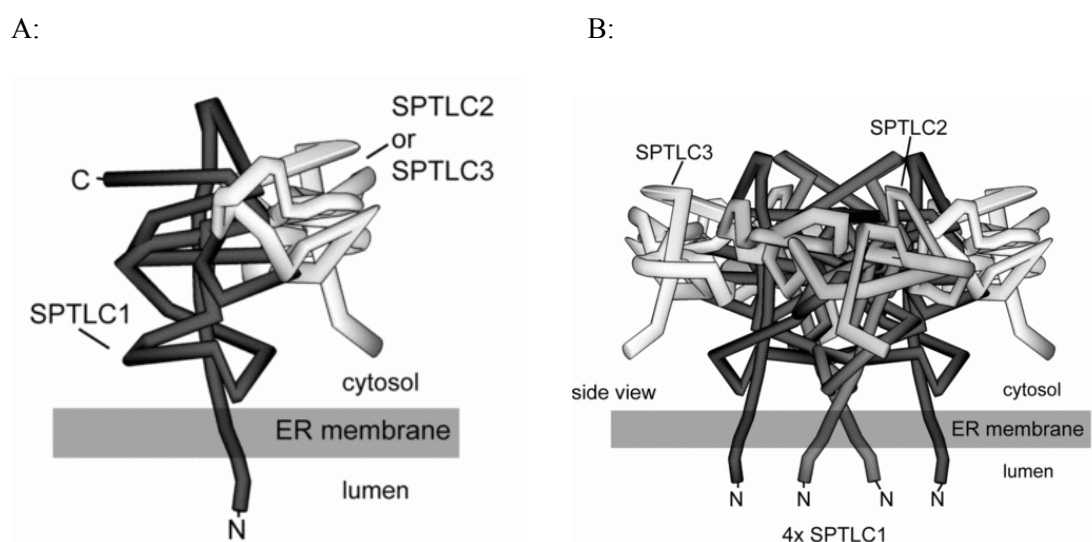 A:
B:
SPTLC2
or
SPTLC3
C
SPTLC1
cytosol
ER membrane
lumen
N
SPTLC2
SPTLC3
side view
cytosol
ER membrane
lumen
N N N N
4x SPTLC1